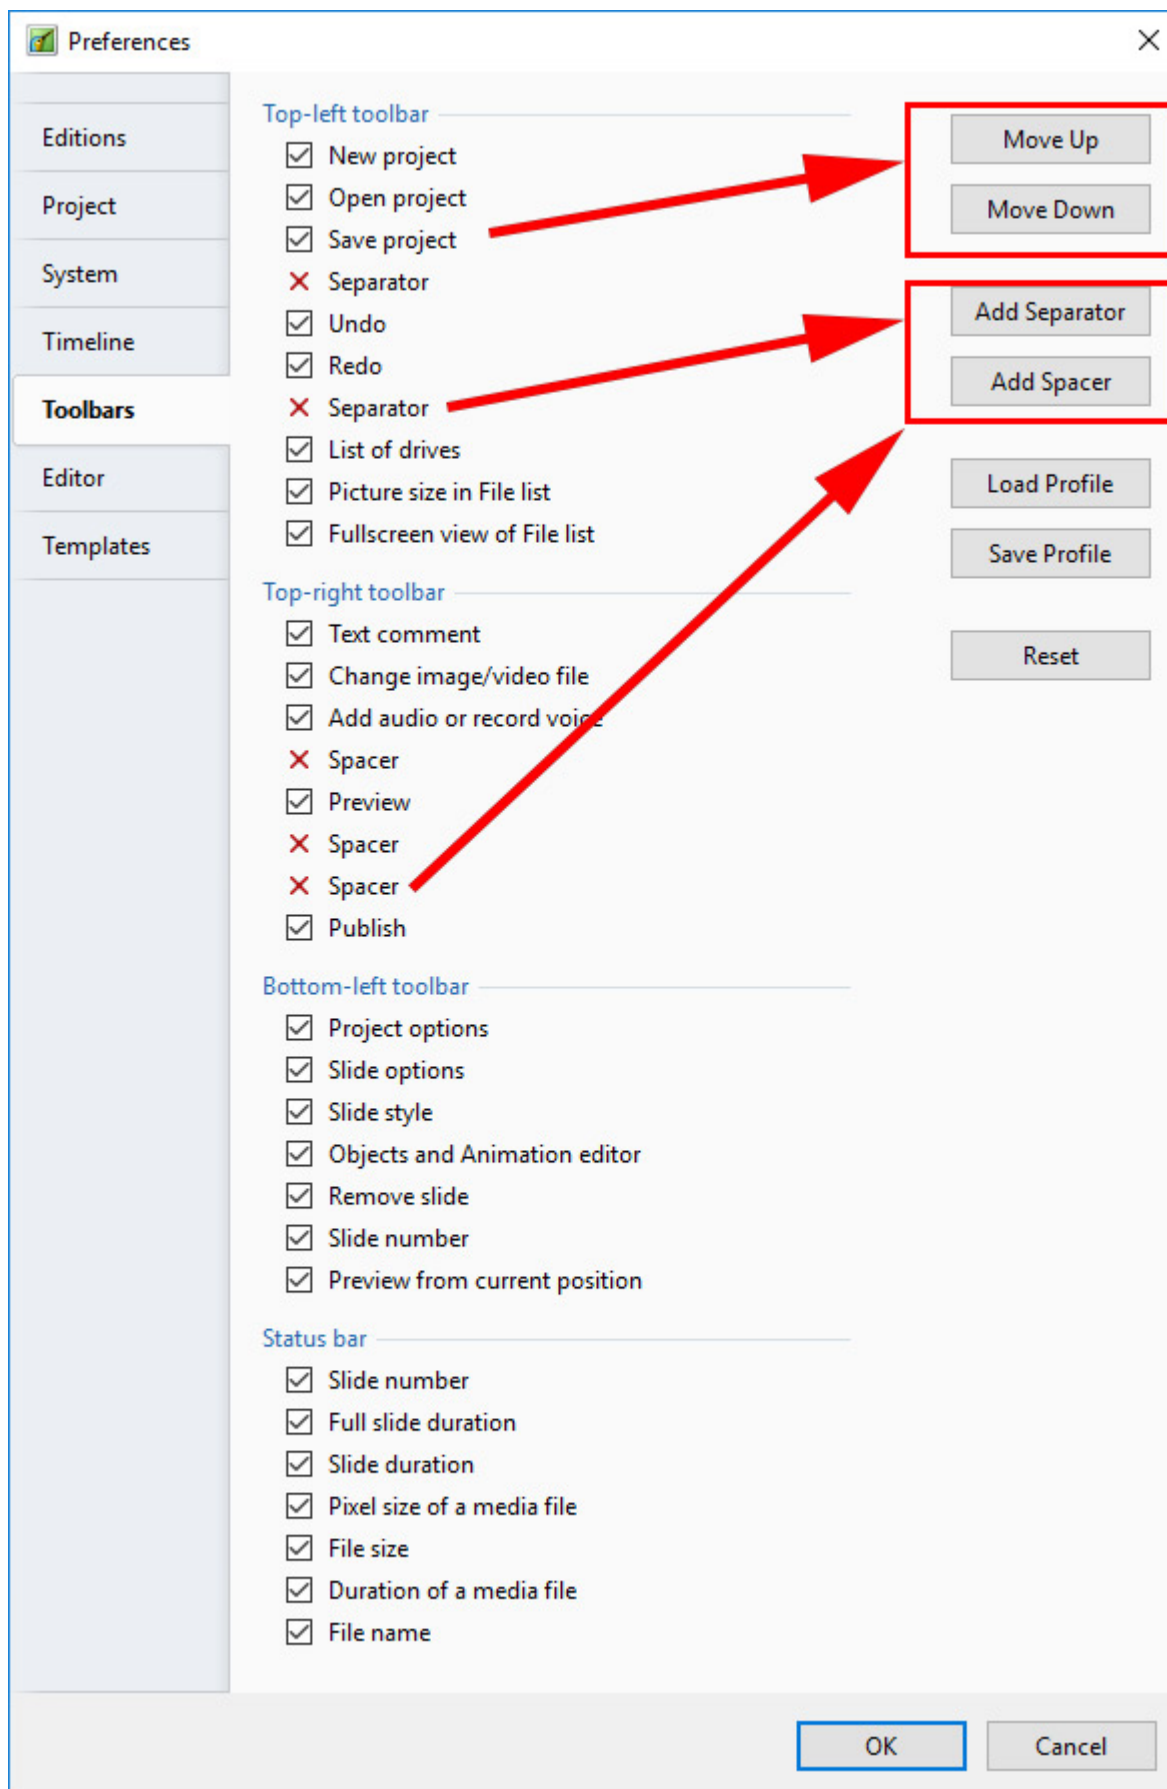 Preferences
Editions
Project
System
Timeline
Toolbars
Editor
Templates
Top-left toolbar
New project
Open project
Save project
Separator
Undo
Redo
Separator
List of drives
Picture size in File list
Fullscreen view of File list
Top-right toolbar
Text comment
Change image/video file
Add audio or record voice
Spacer
Preview
Spacer
Spacer
Publish
Bottom-left toolbar
Project options
Slide options
Slide style
Objects and Animation editor
Remove slide
Slide number
Preview from current position
Status bar
Slide number
Full slide duration
Slide duration
Pixel size of a media file
File size
Duration of a media file
File name
Move Up
Move Down
Add Separator
Add Spacer
Load Profile
Save Profile
Reset
OK
Cancel